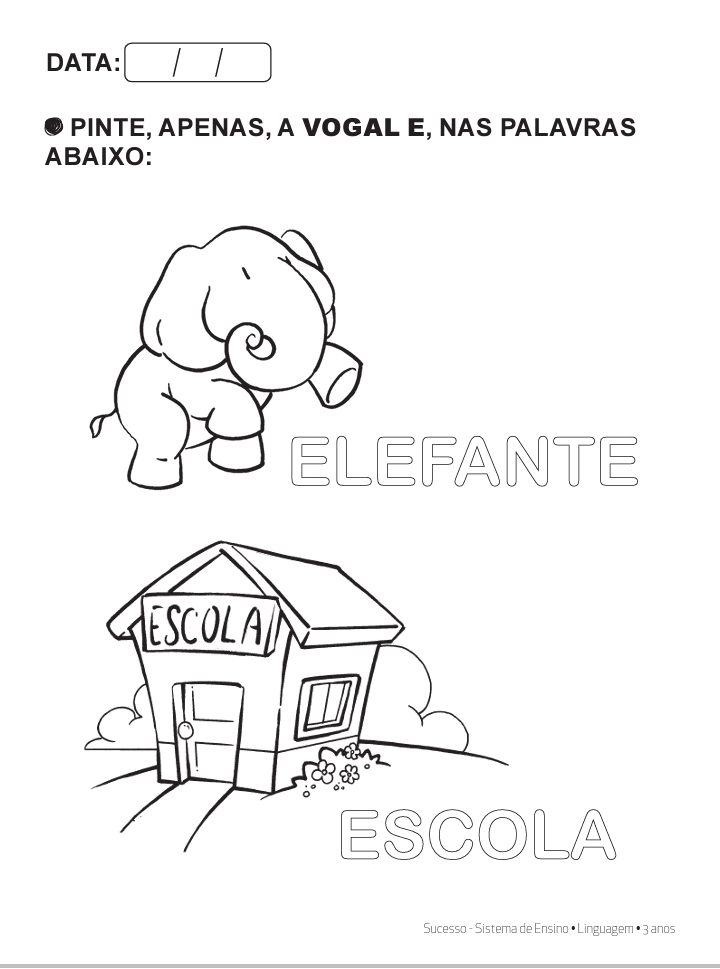 DATA: / /
● PINTE, APENAS, A VOGAL E, NAS PALAVRAS
ABAIXO:
ELEFANTE
ESCOLA
ESCOLA
Sucesso - Sistema de Ensino • Linguagem • 3 anos